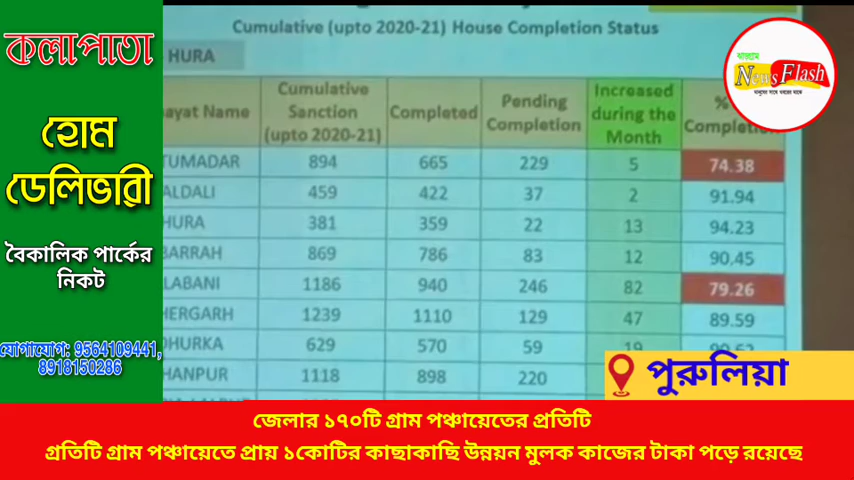 কলাপাতা
হোম
ডেলিভারী
বৈকালিক পার্কের
নিকট
যোগাযোগ: 9564109441,
8918150286
Cumulative (upto 2020-21) House Completion Status
HURA
ayat Name Cumulative Sanction (upto 2020-21) Completed Pending Completion Increased during the Month %
TUMADAR 894 665 229 5 74.38
ALDALI 459 422 37 2 91.94
HURA 381 359 22 13 94.23
BARRAH 869 786 83 12 90.45
LABANI 1186 940 246 82 79.26
HERGARH 1239 1110 129 47 89.59
DHURKA 629 570 59 19
HANPUR 1118 898 220
News Flash
পুরুলিয়া
জেলার ১৭০টি গ্রাম পঞ্চায়েতের প্রতিটি
গ্রতিটি গ্রাম পঞ্চায়েতে প্রায় ১কোটির কাছাকাছি উন্নয়ন মুলক কাজের টাকা পড়ে রয়েছে